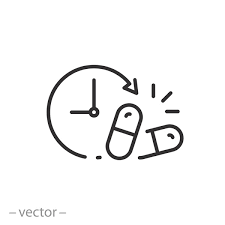 – vector –